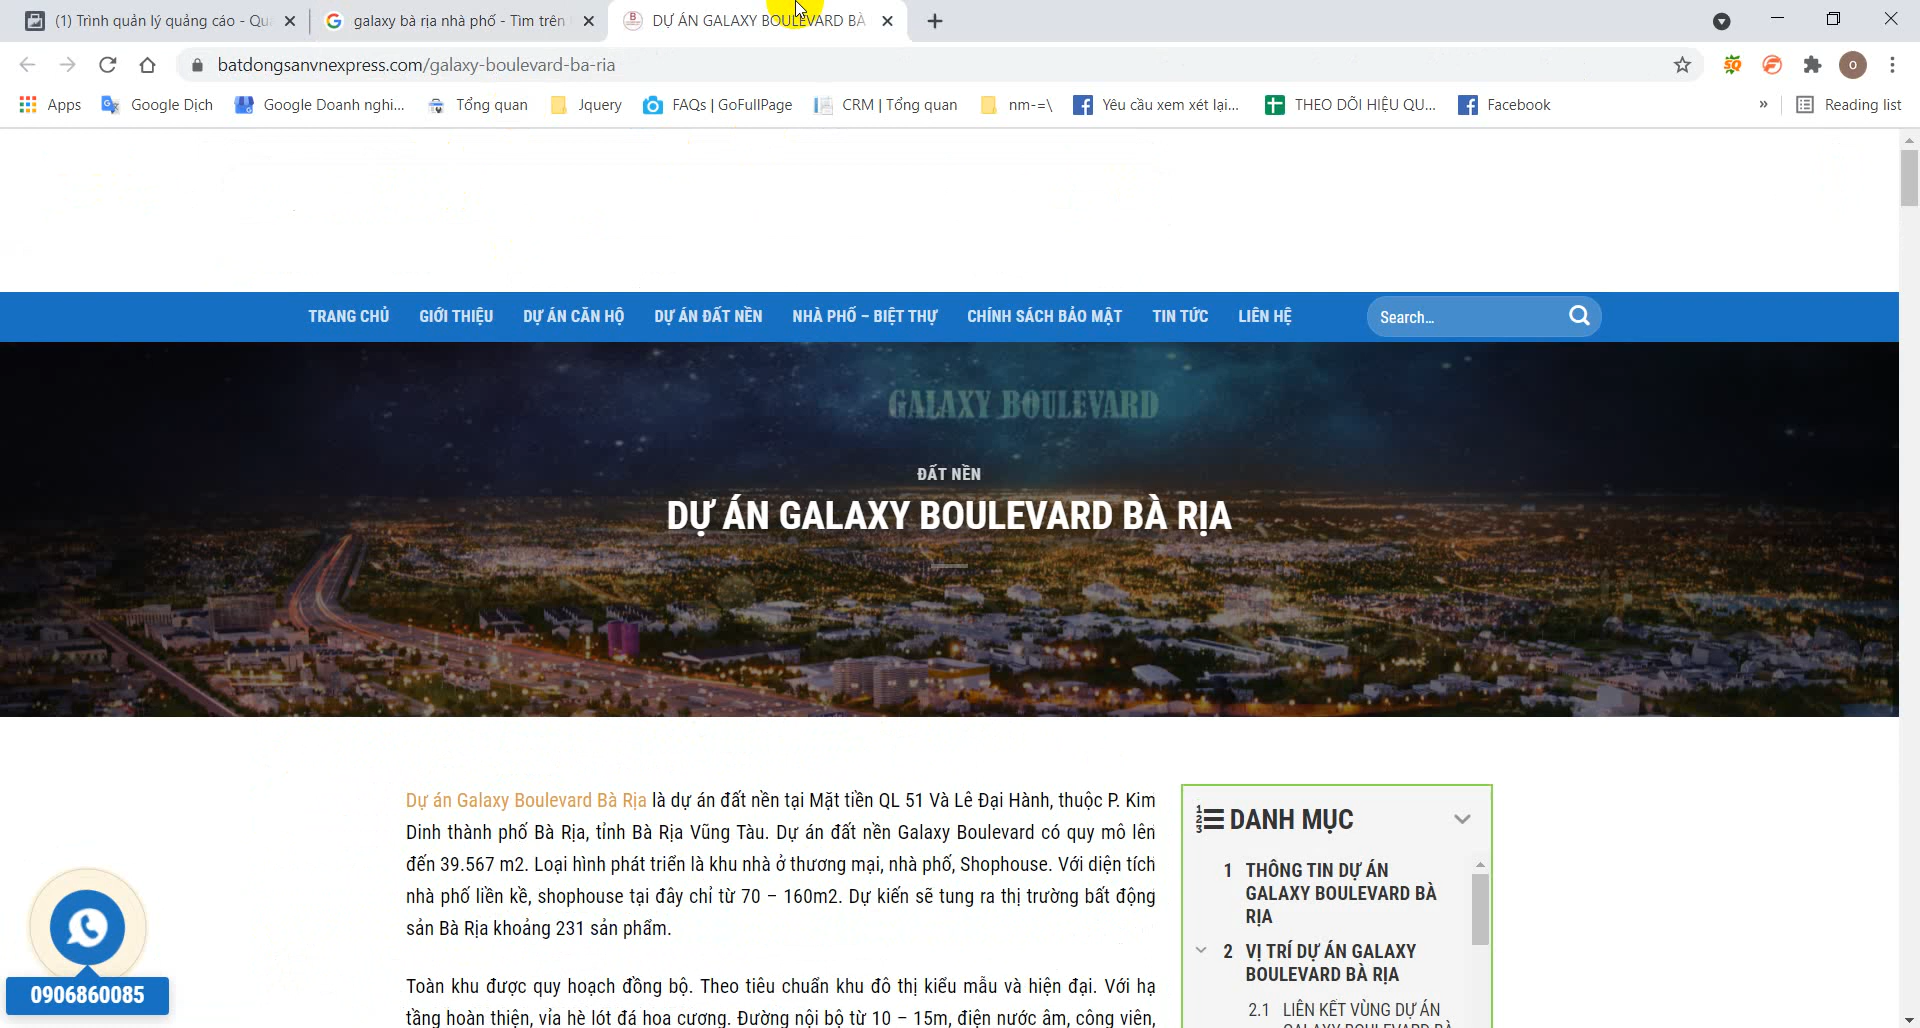 (1) Trình quản lý quảng cáo - Qu
galaxy bà rịa nhà phố - Tìm trên
DỰ ÁN GALAXY BOULEVARD BÀ
batdongsanvnexpress.com/galaxy-boulevard-ba-ria
SQ
O
Apps
Google Dịch
Google Doanh nghi...
Tổng quan
Jquery
FAQs | GoFullPage
CRM | Tổng quan
nm-=\
Yêu cầu xem xét lại...
THEO DÕI HIỆU QU...
Facebook
»
Reading list
TRANG CHỦ
GIỚI THIỆU
DỰ ÁN CĂN HỘ
DỰ ÁN ĐẤT NỀN
NHÀ PHỐ – BIỆT THỰ
CHÍNH SÁCH BẢO MẬT
TIN TỨC
LIÊN HỆ
Search...
GALAXY BOULEVARD
ĐẤT NỀN
DỰ ÁN GALAXY BOULEVARD BÀ RỊA
Dự án Galaxy Boulevard Bà Rịa là dự án đất nền tại Mặt tiền QL 51 Và Lê Đại Hành, thuộc P. Kim
Dinh thành phố Bà Rịa, tỉnh Bà Rịa Vũng Tàu. Dự án đất nền Galaxy Boulevard có quy mô lên
đến 39.567 m2. Loại hình phát triển là khu nhà ở thương mại, nhà phố, Shophouse. Với diện tích
nhà phố liền kề, shophouse tại đây chỉ từ 70 – 160m2. Dự kiến sẽ tung ra thị trường bất động
sản Bà Rịa khoảng 231 sản phẩm.
Toàn khu được quy hoạch đồng bộ. Theo tiêu chuẩn khu đô thị kiểu mẫu và hiện đại. Với hạ
tầng hoàn thiện, vỉa hè lót đá hoa cương. Đường nội bộ từ 10 – 15m, điện nước âm, công viên,
DANH MỤC
1 THÔNG TIN DỰ ÁN
GALAXY BOULEVARD BÀ
RỊA
2 VỊ TRÍ DỰ ÁN GALAXY
BOULEVARD BÀ RỊA
2.1 LIÊN KẾT VÙNG DỰ ÁN
GALAXY BOULEVARD BÀ
0906860085